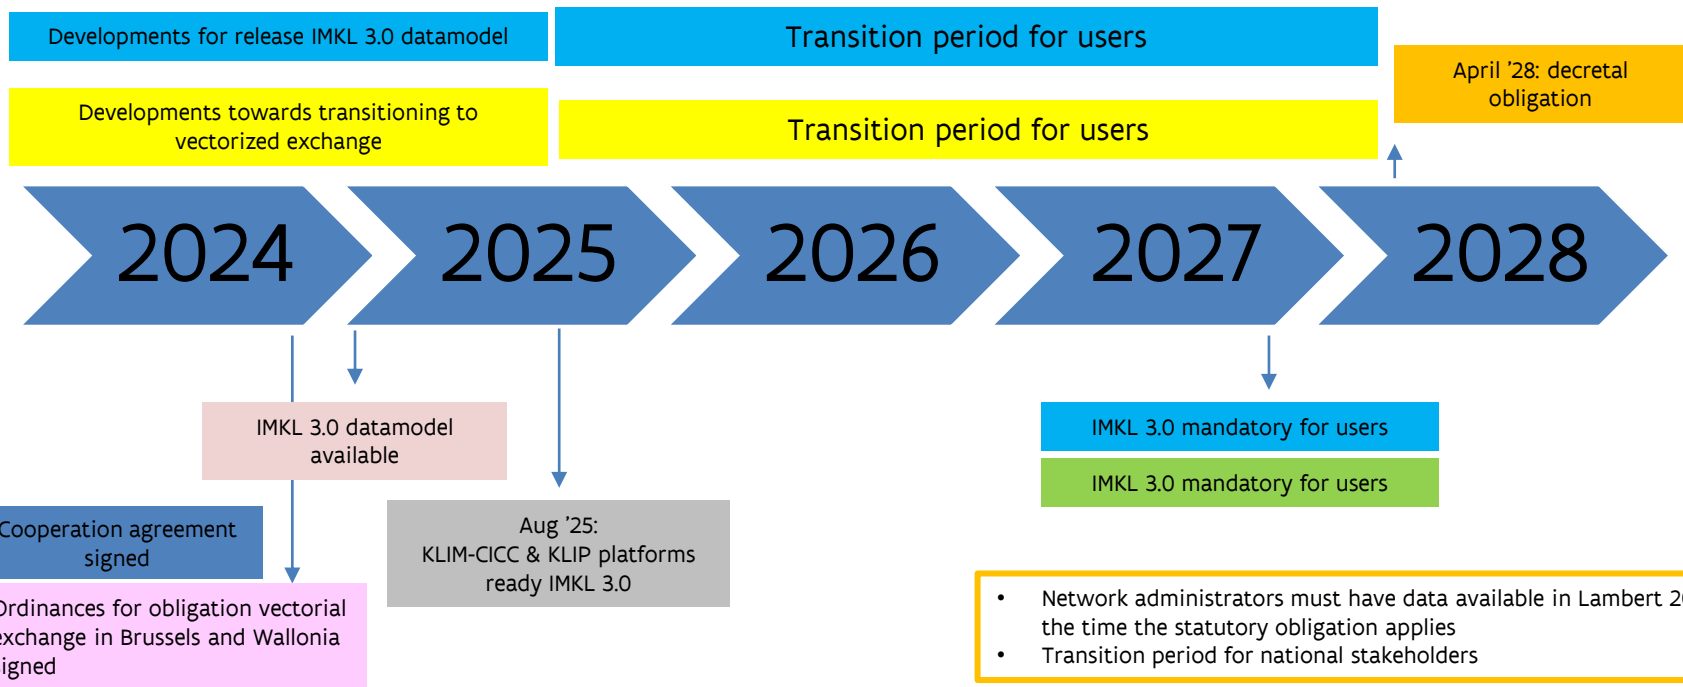 Developments for release IMKL 3.0 datamodel
Transition period for users
April '28: decretal
obligation
Developments towards transitioning to
vectorized exchange
Transition period for users
2024
2025
2026
2027
2028
IMKL 3.0 datamodel
available
IMKL 3.0 mandatory for users
IMKL 3.0 mandatory for users
Cooperation agreement
signed
Aug '25:
KLIM-CICC & KLIP platforms
ready IMKL 3.0
Ordinances for obligation vectorial
exchange in Brussels and Wallonia
signed
• Network administrators must have data available in Lambert
the time the statutory obligation applies
• Transition period for national stakeholders